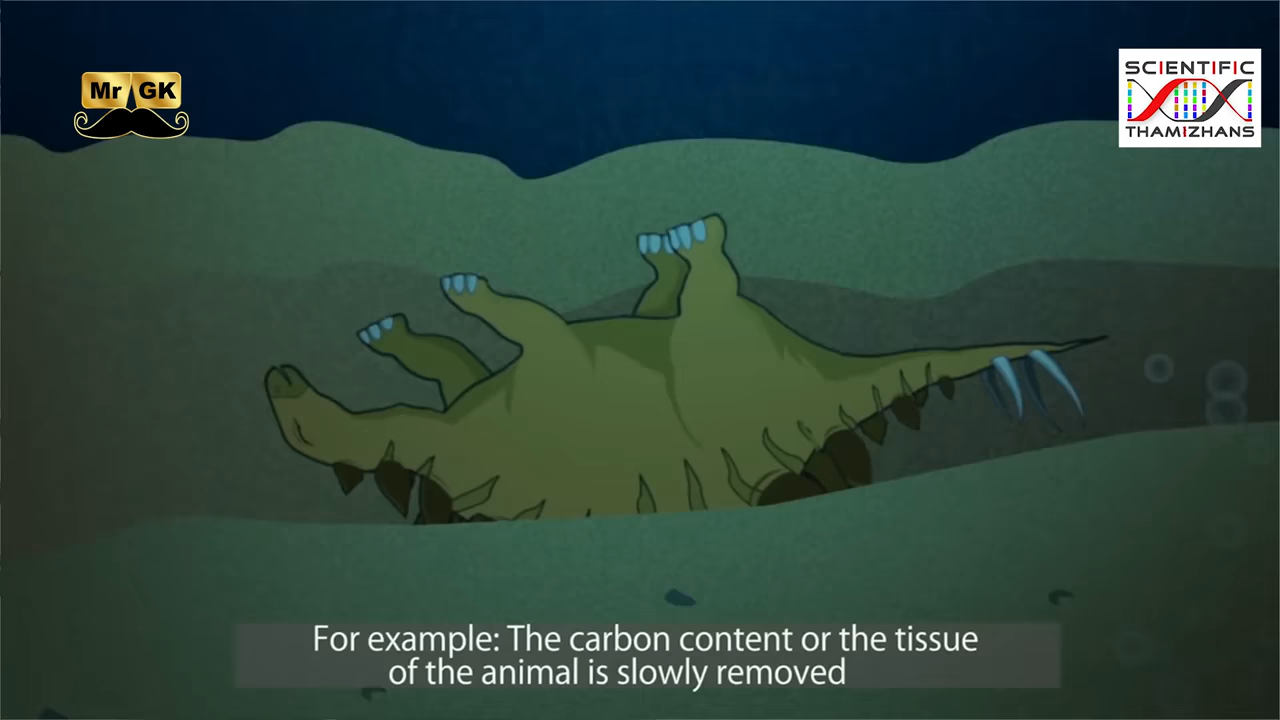 Mr GK
SCIENTIFIC
THAMIZHANS
For example: The carbon content or the tissue
of the animal is slowly removed